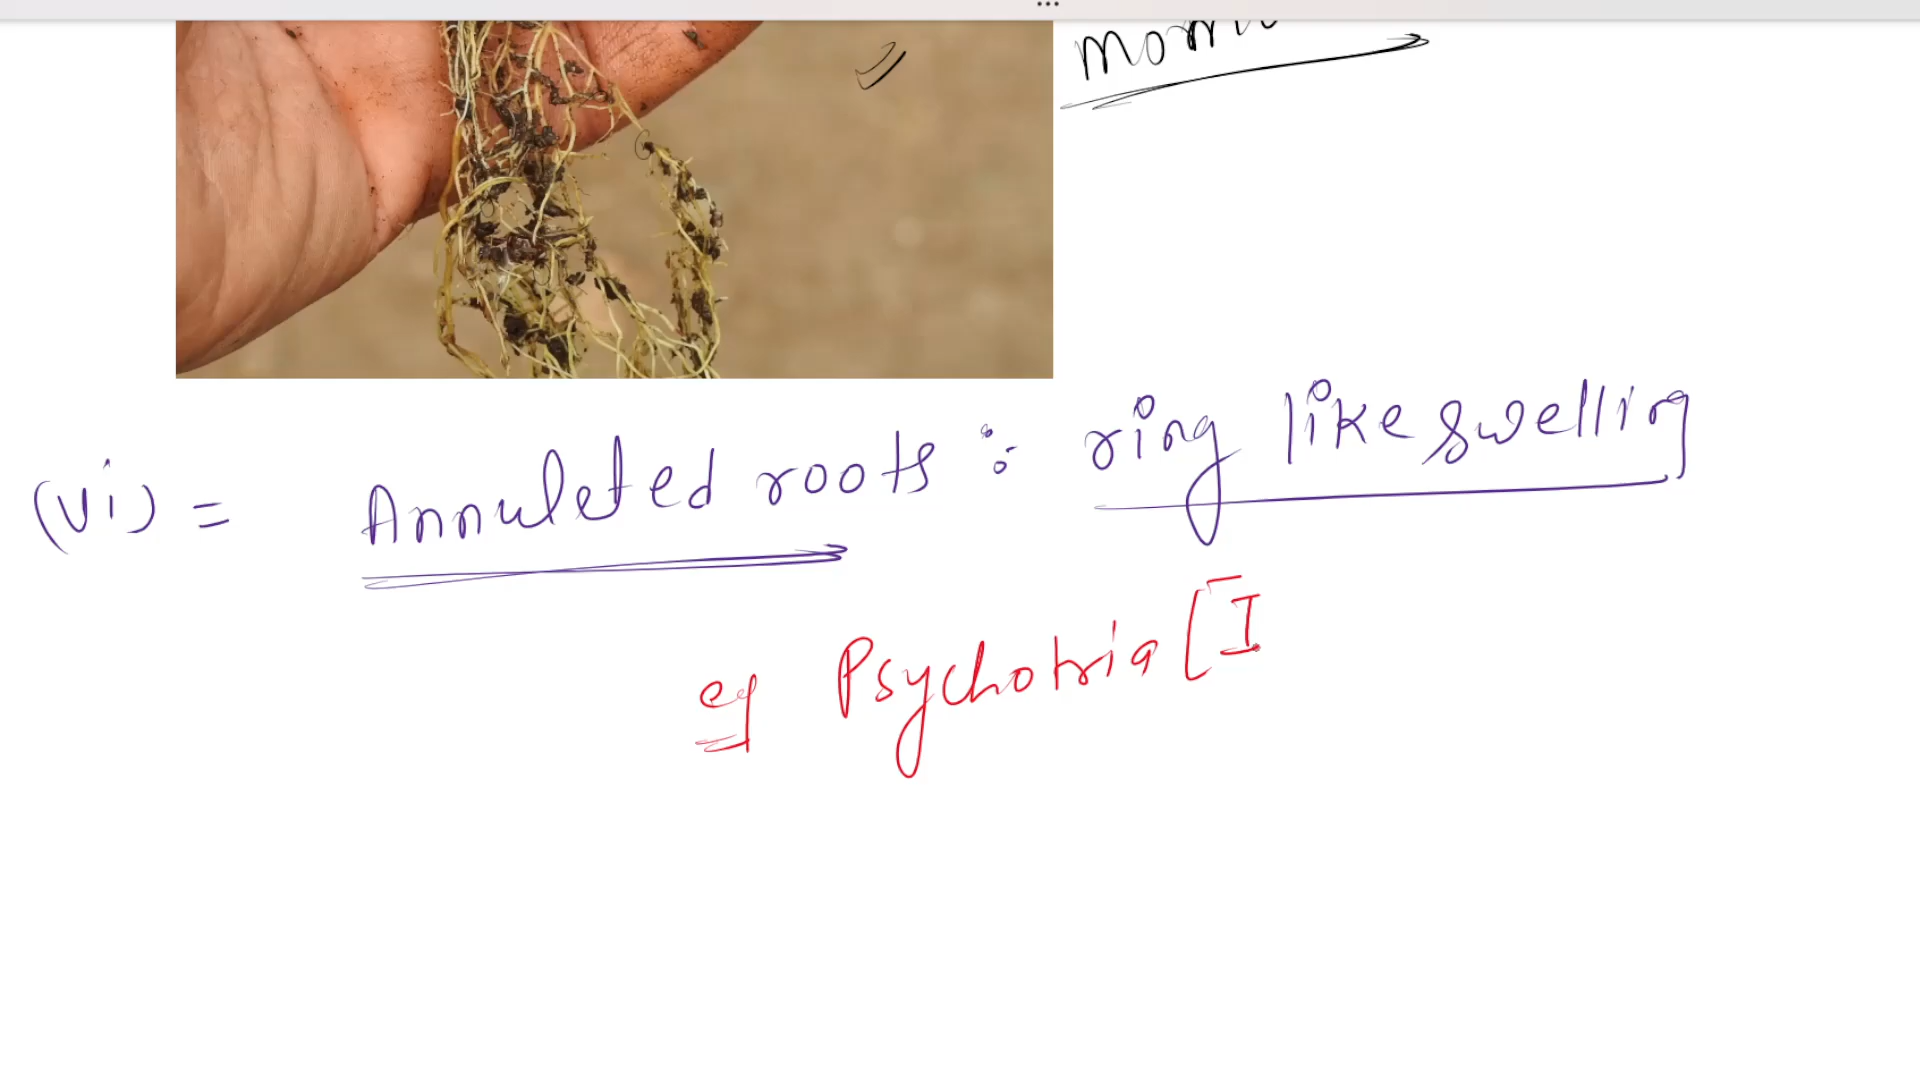 (vi) = Annuleted roots : ring like swelling
eg Psychotria [I